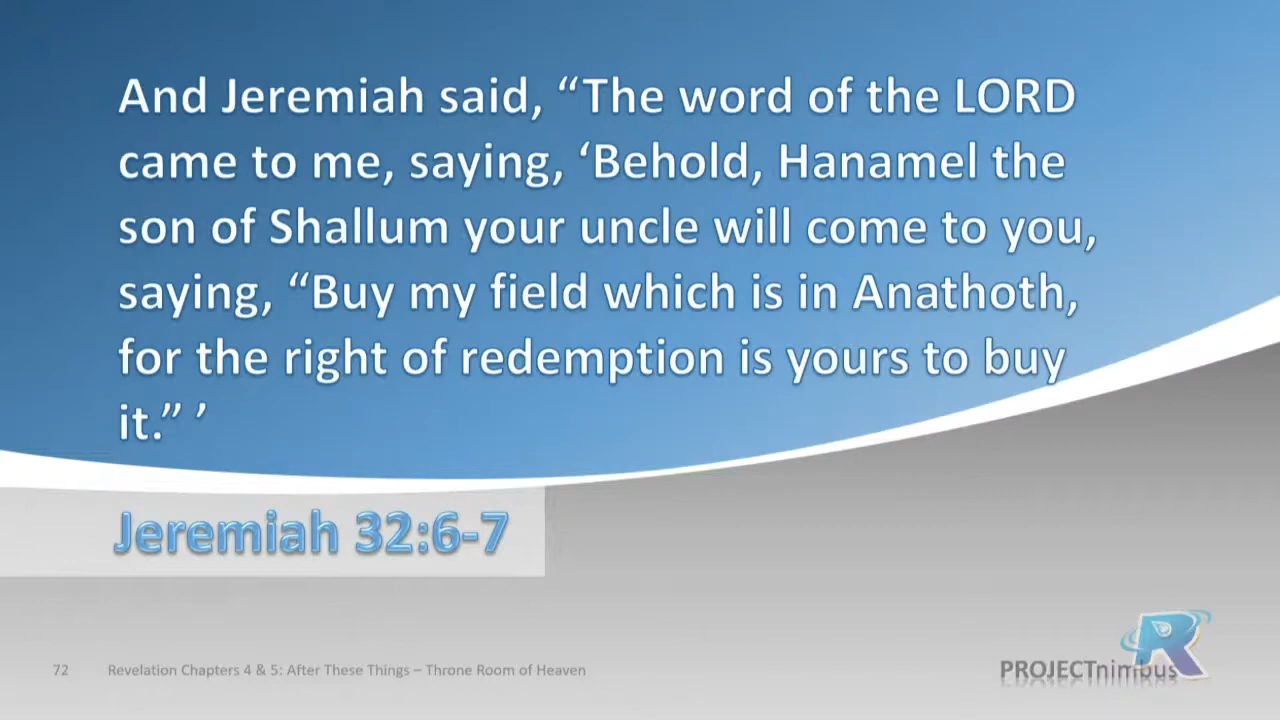 And Jeremiah said, “The word of the LORD
came to me, saying, ‘Behold, Hanamel the
son of Shallum your uncle will come to you,
saying, “Buy my field which is in Anathoth,
for the right of redemption is yours to buy
it.” ’
Jeremiah 32:6-7
72 Revelation Chapters 4 & 5: After These Things – Throne Room of Heaven
PROJECTnimbus
R